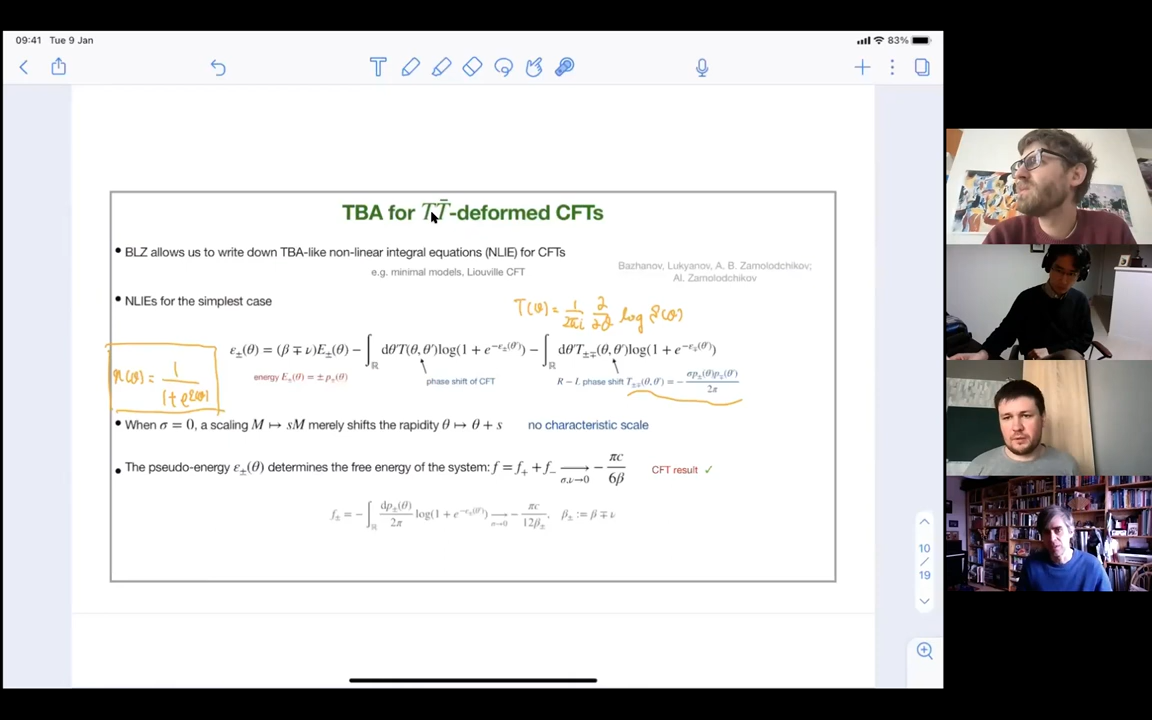 09:41 Tue 9 Jan
83%
TBA for T\bar{T}-deformed CFTs
• BLZ allows us to write down TBA-like non-linear integral equations (NLIE) for CFTs
e.g. minimal models, Liouville CFT
Bazhanov, Lukyanov, A. B. Zamolodchikov;
Al. Zamolodchikov
• NLIEs for the simplest case
T(θ) = 1/2πi ∂/∂θ log S(θ)
ε±(θ) = (β ∓ ν)E±(θ) − ∫ℝ dθ′T(θ, θ′)log(1 + e^{−ε±(θ′)}) − ∫ℝ dθ′T±∓(θ, θ′)log(1 + e^{−ε∓(θ′)})
n(θ) = 1/(1+e^{ε(θ)})
energy E±(θ) = ±p±(θ)
phase shift of CFT
R − L phase shift T±∓(θ, θ′) = − σp±(θ)p∓(θ′)/2π
• When σ = 0, a scaling M ↦ sM merely shifts the rapidity θ ↦ θ + s
no characteristic scale
• The pseudo-energy ε±(θ) determines the free energy of the system: f = f₊ + f₋ ⟶ σ,ν→0 − πc/6β
CFT result ✓
f± = − ∫ℝ dp±(θ)/2π log(1 + e^{−ε±(θ)}) ⟶ σ→0 − πc/12β±, β± := β ∓ ν
10
/
19